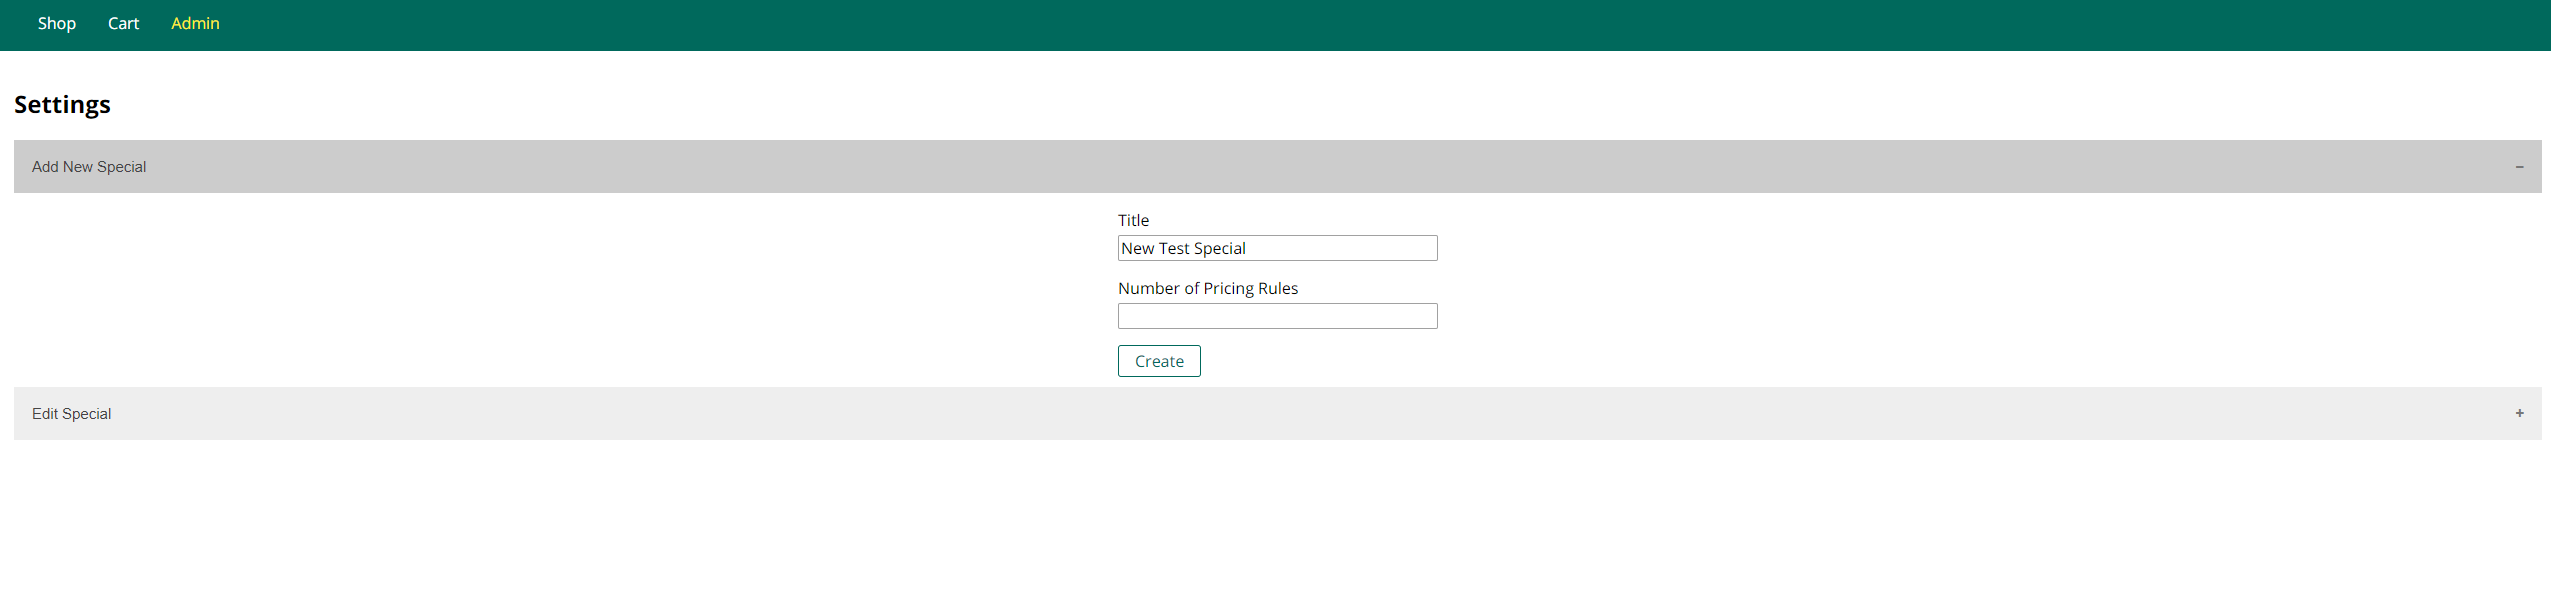 Shop Cart Admin
Settings
Add New Special −
Title
New Test Special
Number of Pricing Rules
Create
Edit Special +